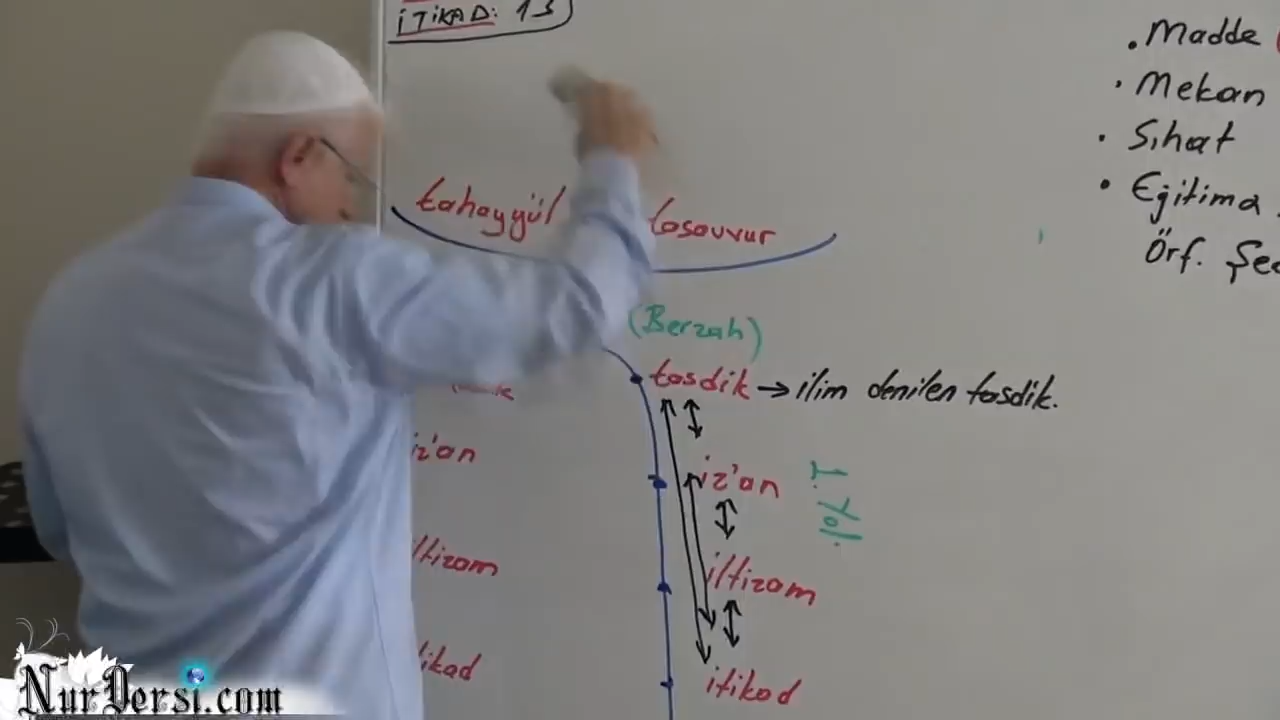 İTİKAD: 13
tahayyül
tasavvur
(Berzah)
tasdik → ilim denilen tasdik.
iz'an
iz'an
1. Yol.
iltizam
iltizam
itikad
itikad
. Madde
· Mekan
· Sıhat
• Eğitima
Örf.
NurDersi.com